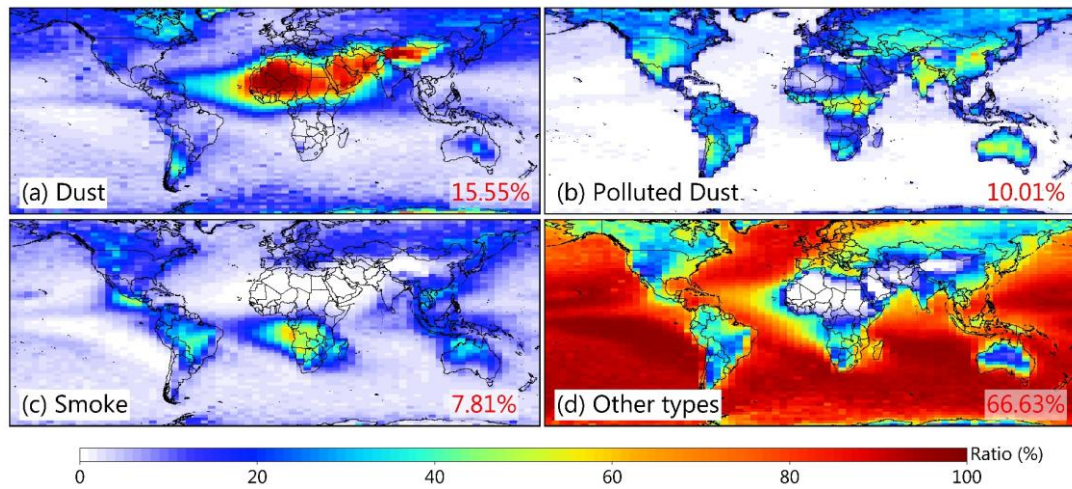 (a) Dust 15.55%
(b) Polluted Dust 10.01%
(c) Smoke 7.81%
(d) Other types 66.63%
Ratio (%)
0 20 40 60 80 100